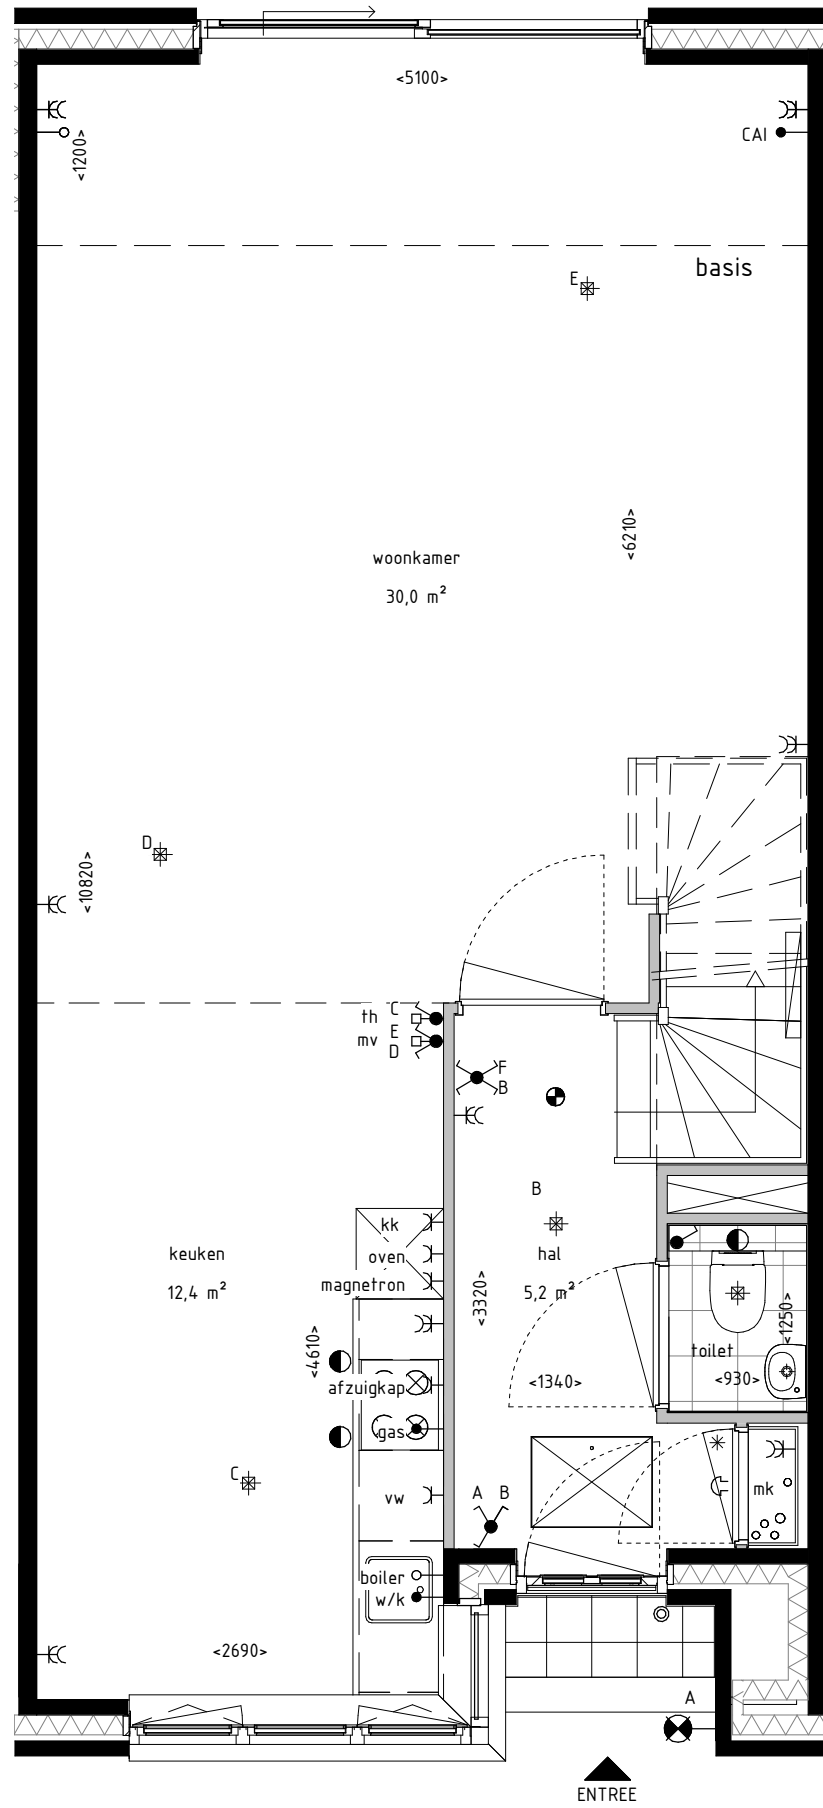 <5100>
<1200>
CAI
basis
E
<6210>
woonkamer
30,0 m²
D
<10820>
C
th
E
mv
D
F
B
B
kk
keuken
oven
hal
12,4 m²
magnetron
<3320>
5,2 m²
<1250>
<4610>
toilet
afzuigkap
<1340>
<930>
gas
C
vw
A B
mk
boiler
w/k
<2690>
A
ENTREE